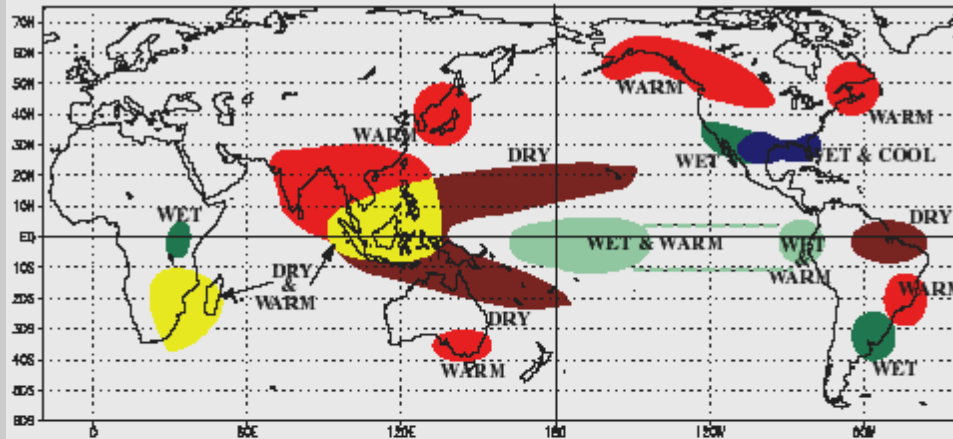 70N
60N
50N
40N
30N
20N
10N
EQ
10S
20S
30S
40S
50S
60S
WARM
WARM
WARM
DRY
WET
WET & COOL
WET
WET & WARM
WET
&
WARM
DRY
DRY
&
WARM
WARM
DRY
WARM
WET
0
60E
120E
180
120W
60W